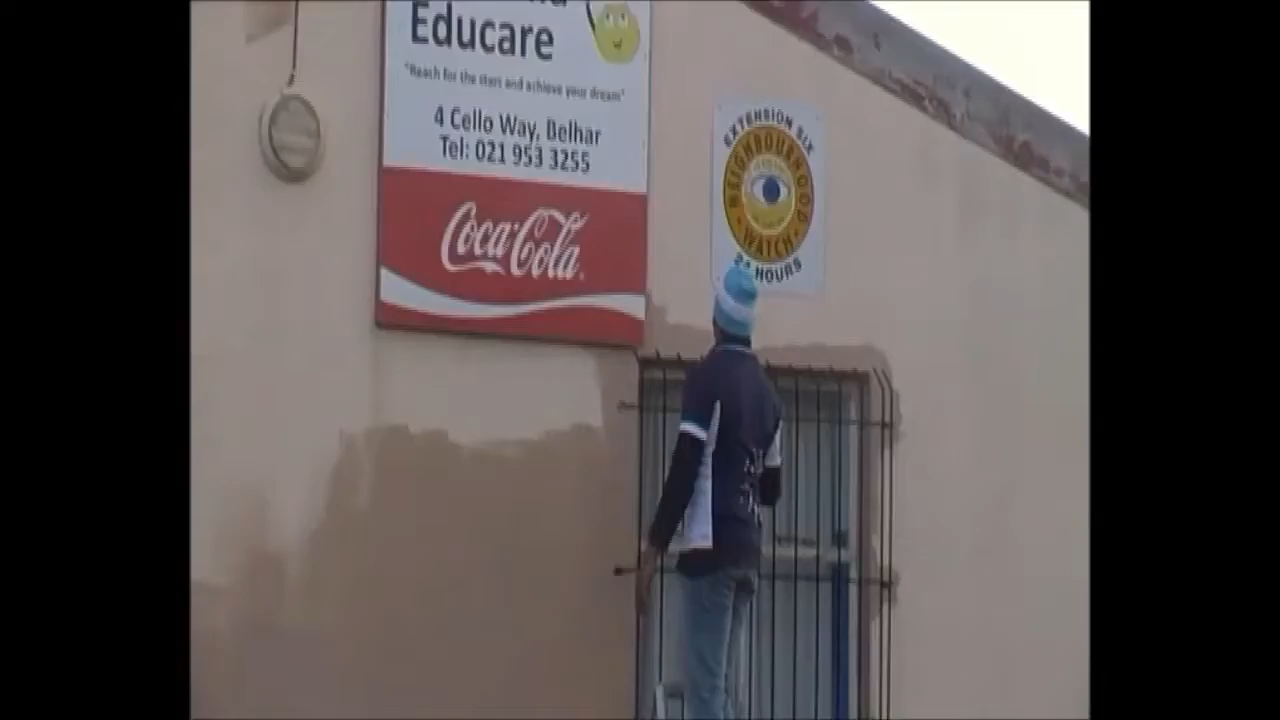 Educare
"Reach for the stars and achieve your dream"
4 Cello Way, Belhar
Tel: 021 953 3255
Coca-Cola
EXTENSION SIX
NEIGHBOURHOOD
WATCH
24 HOURS